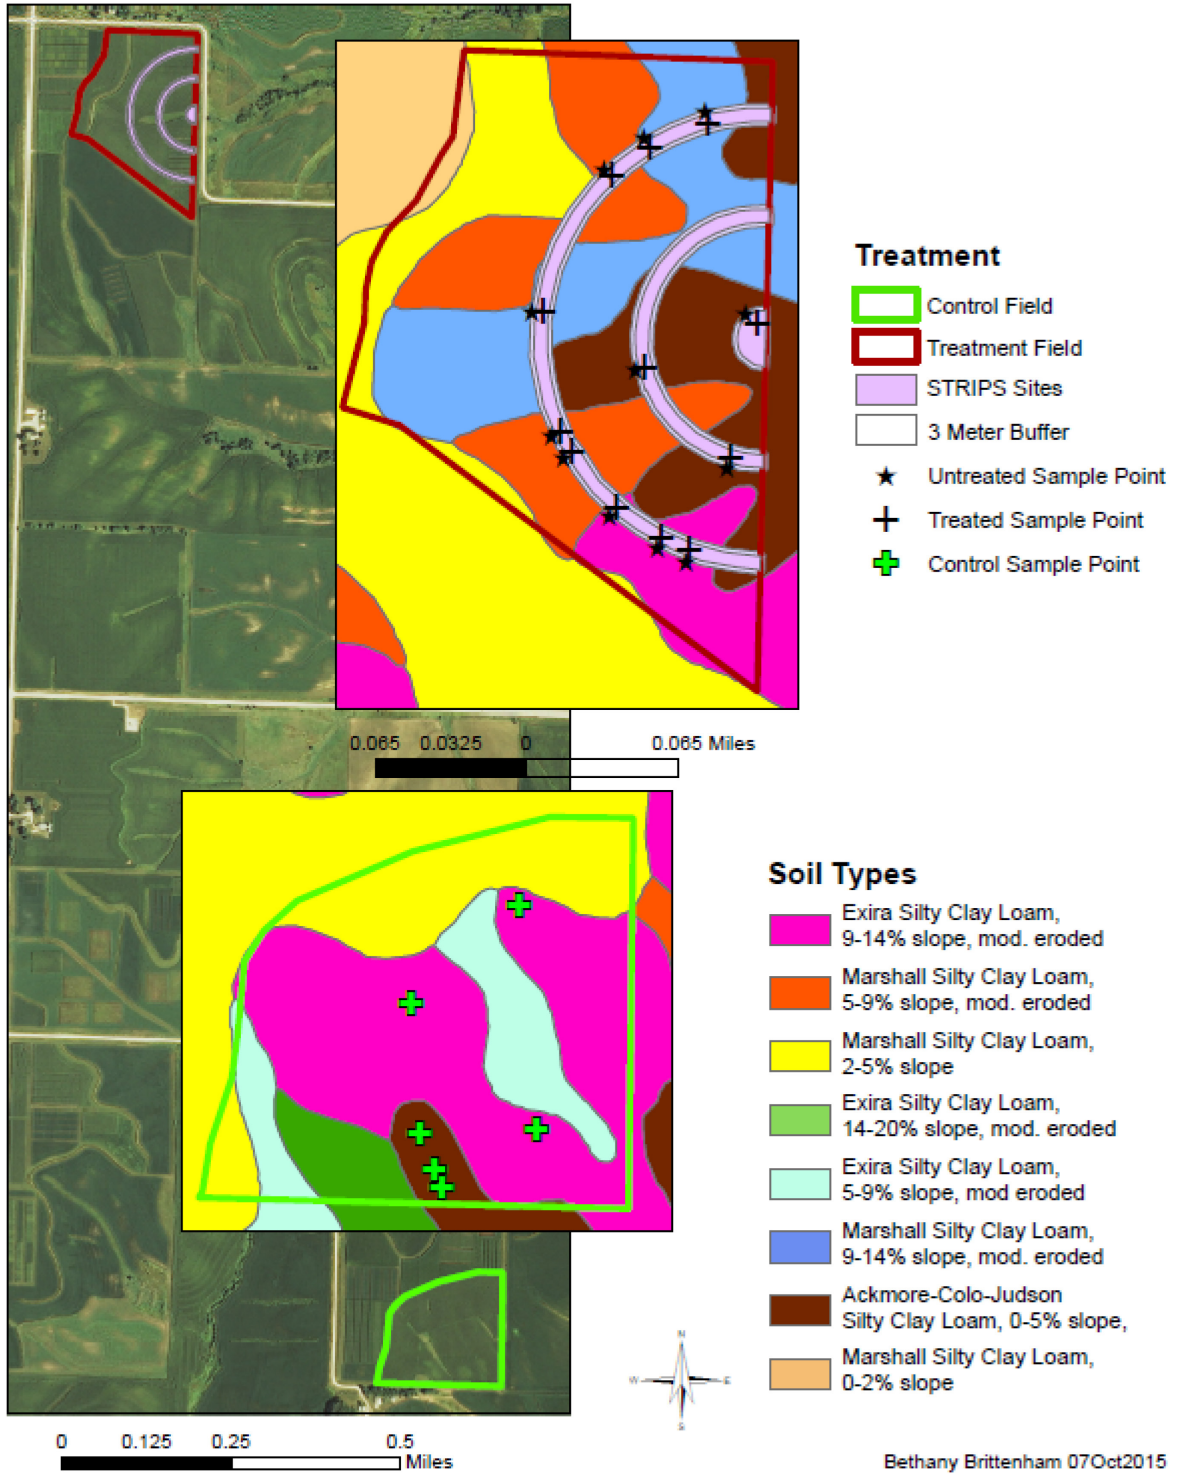 Treatment
Control Field
Treatment Field
STRIPS Sites
3 Meter Buffer
Untreated Sample Point
Treated Sample Point
Control Sample Point
0.065 0.0325 0 0.065 Miles
Soil Types
Exira Silty Clay Loam,
9-14% slope, mod. eroded
Marshall Silty Clay Loam,
5-9% slope, mod. eroded
Marshall Silty Clay Loam,
2-5% slope
Exira Silty Clay Loam,
14-20% slope, mod. eroded
Exira Silty Clay Loam,
5-9% slope, mod eroded
Marshall Silty Clay Loam,
9-14% slope, mod. eroded
Ackmore-Colo-Judson
Silty Clay Loam, 0-5% slope,
Marshall Silty Clay Loam,
0-2% slope
N
W E
S
0 0.125 0.25 0.5
Miles
Bethany Brittenham 07Oct2015